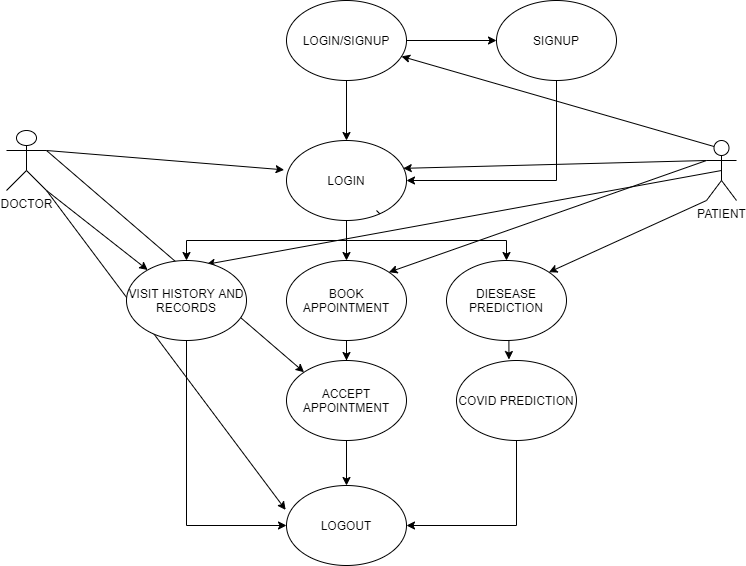 LOGIN/SIGNUP
SIGNUP
LOGIN
DOCTOR
PATIENT
VISIT HISTORY AND
RECORDS
BOOK
APPOINTMENT
DIESEASE
PREDICTION
ACCEPT
APPOINTMENT
COVID PREDICTION
LOGOUT